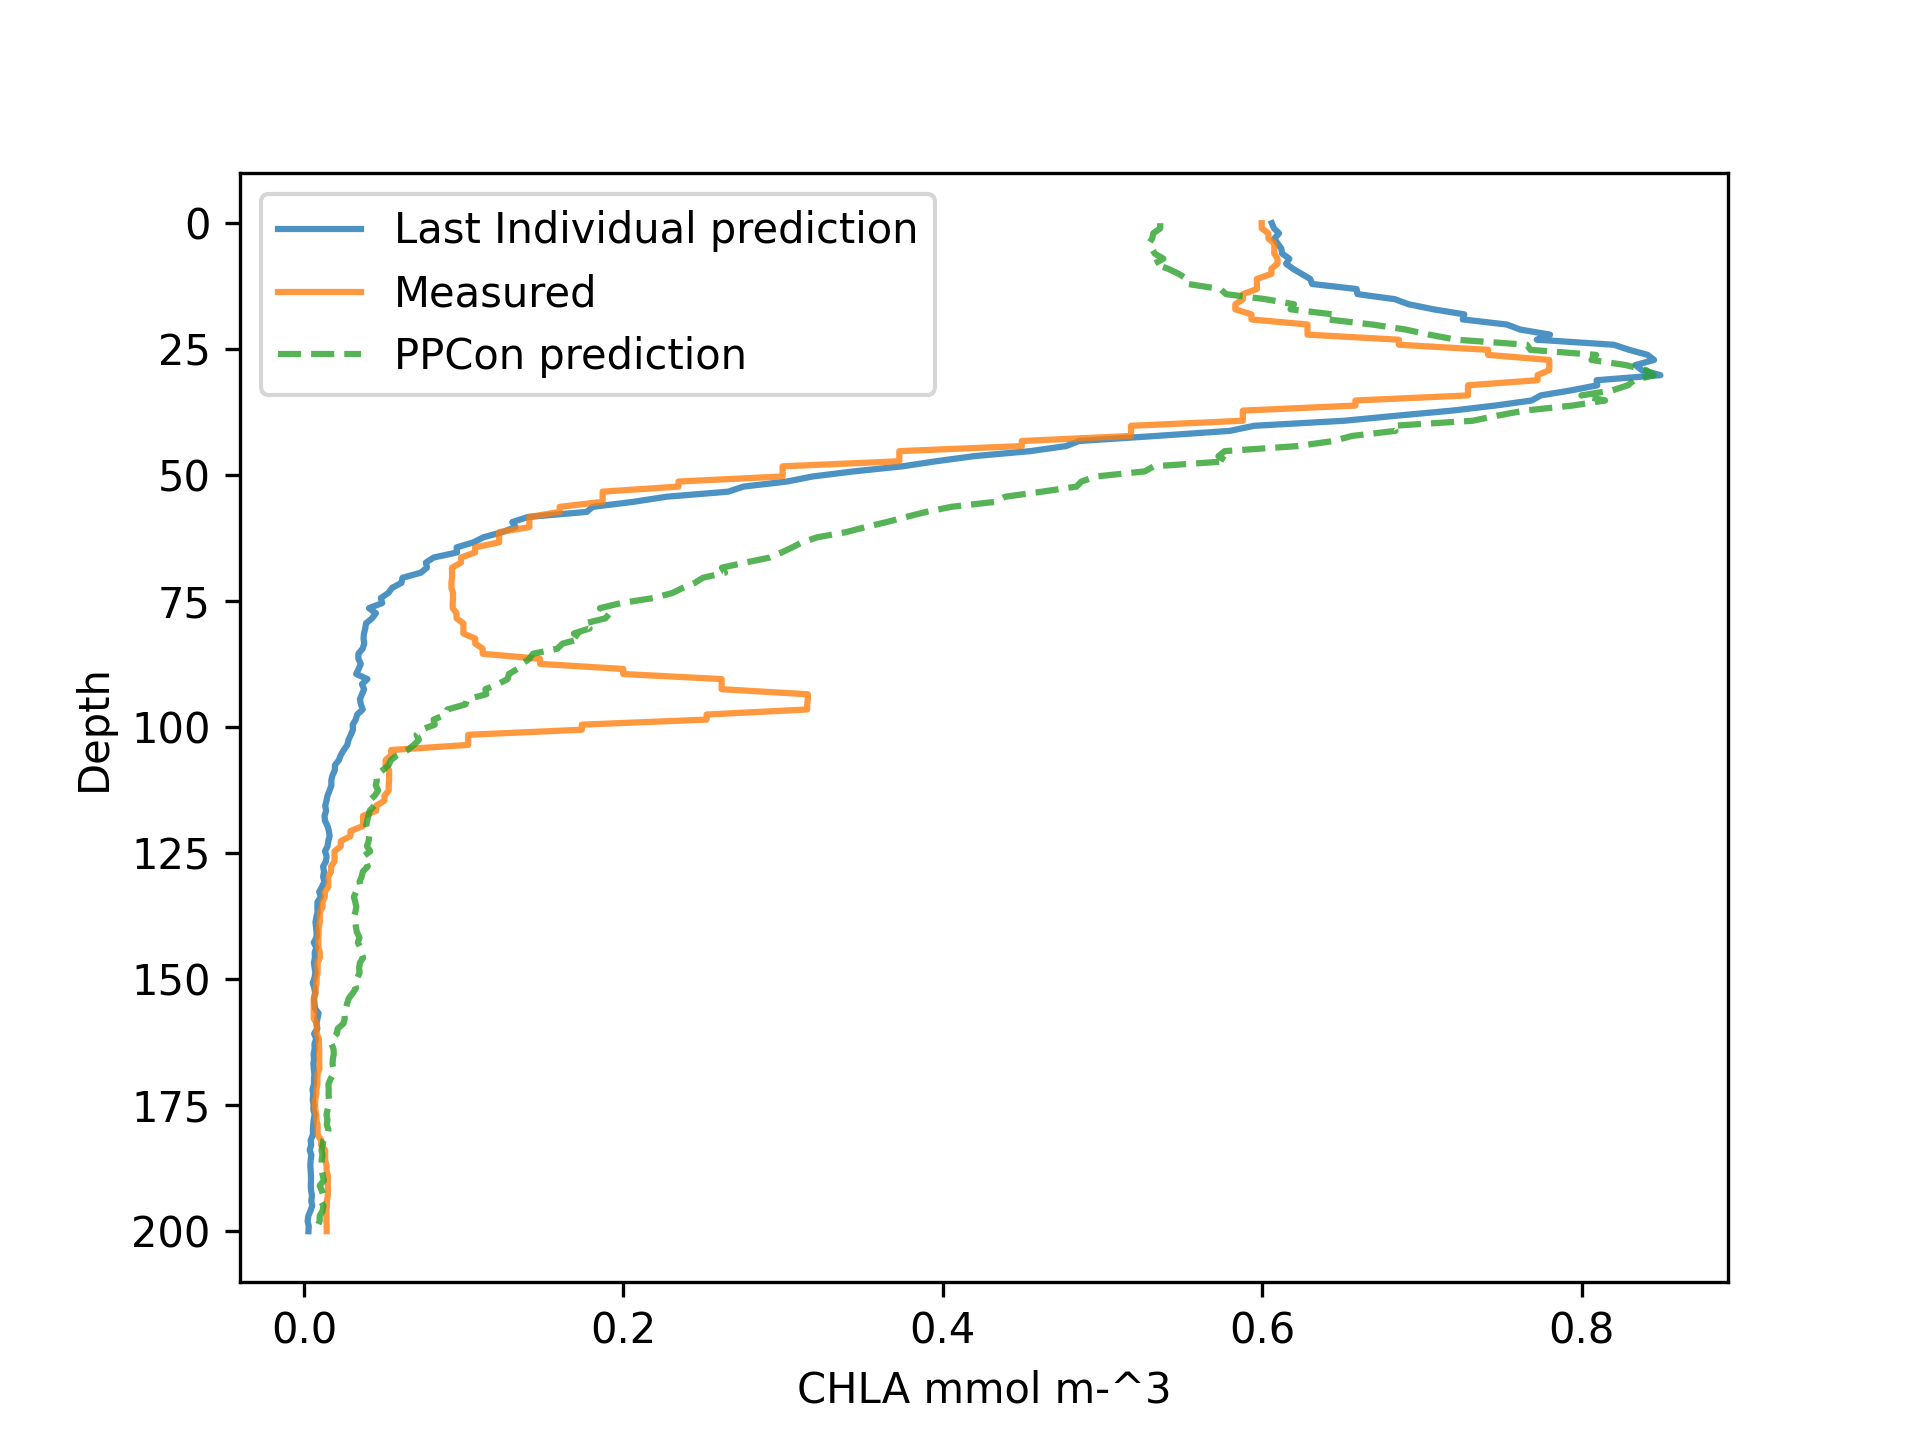 Last Individual prediction
Measured
PPCon prediction
0
25
50
75
100
125
150
175
200
Depth
0.0 0.2 0.4 0.6 0.8
CHLA mmol m-^3